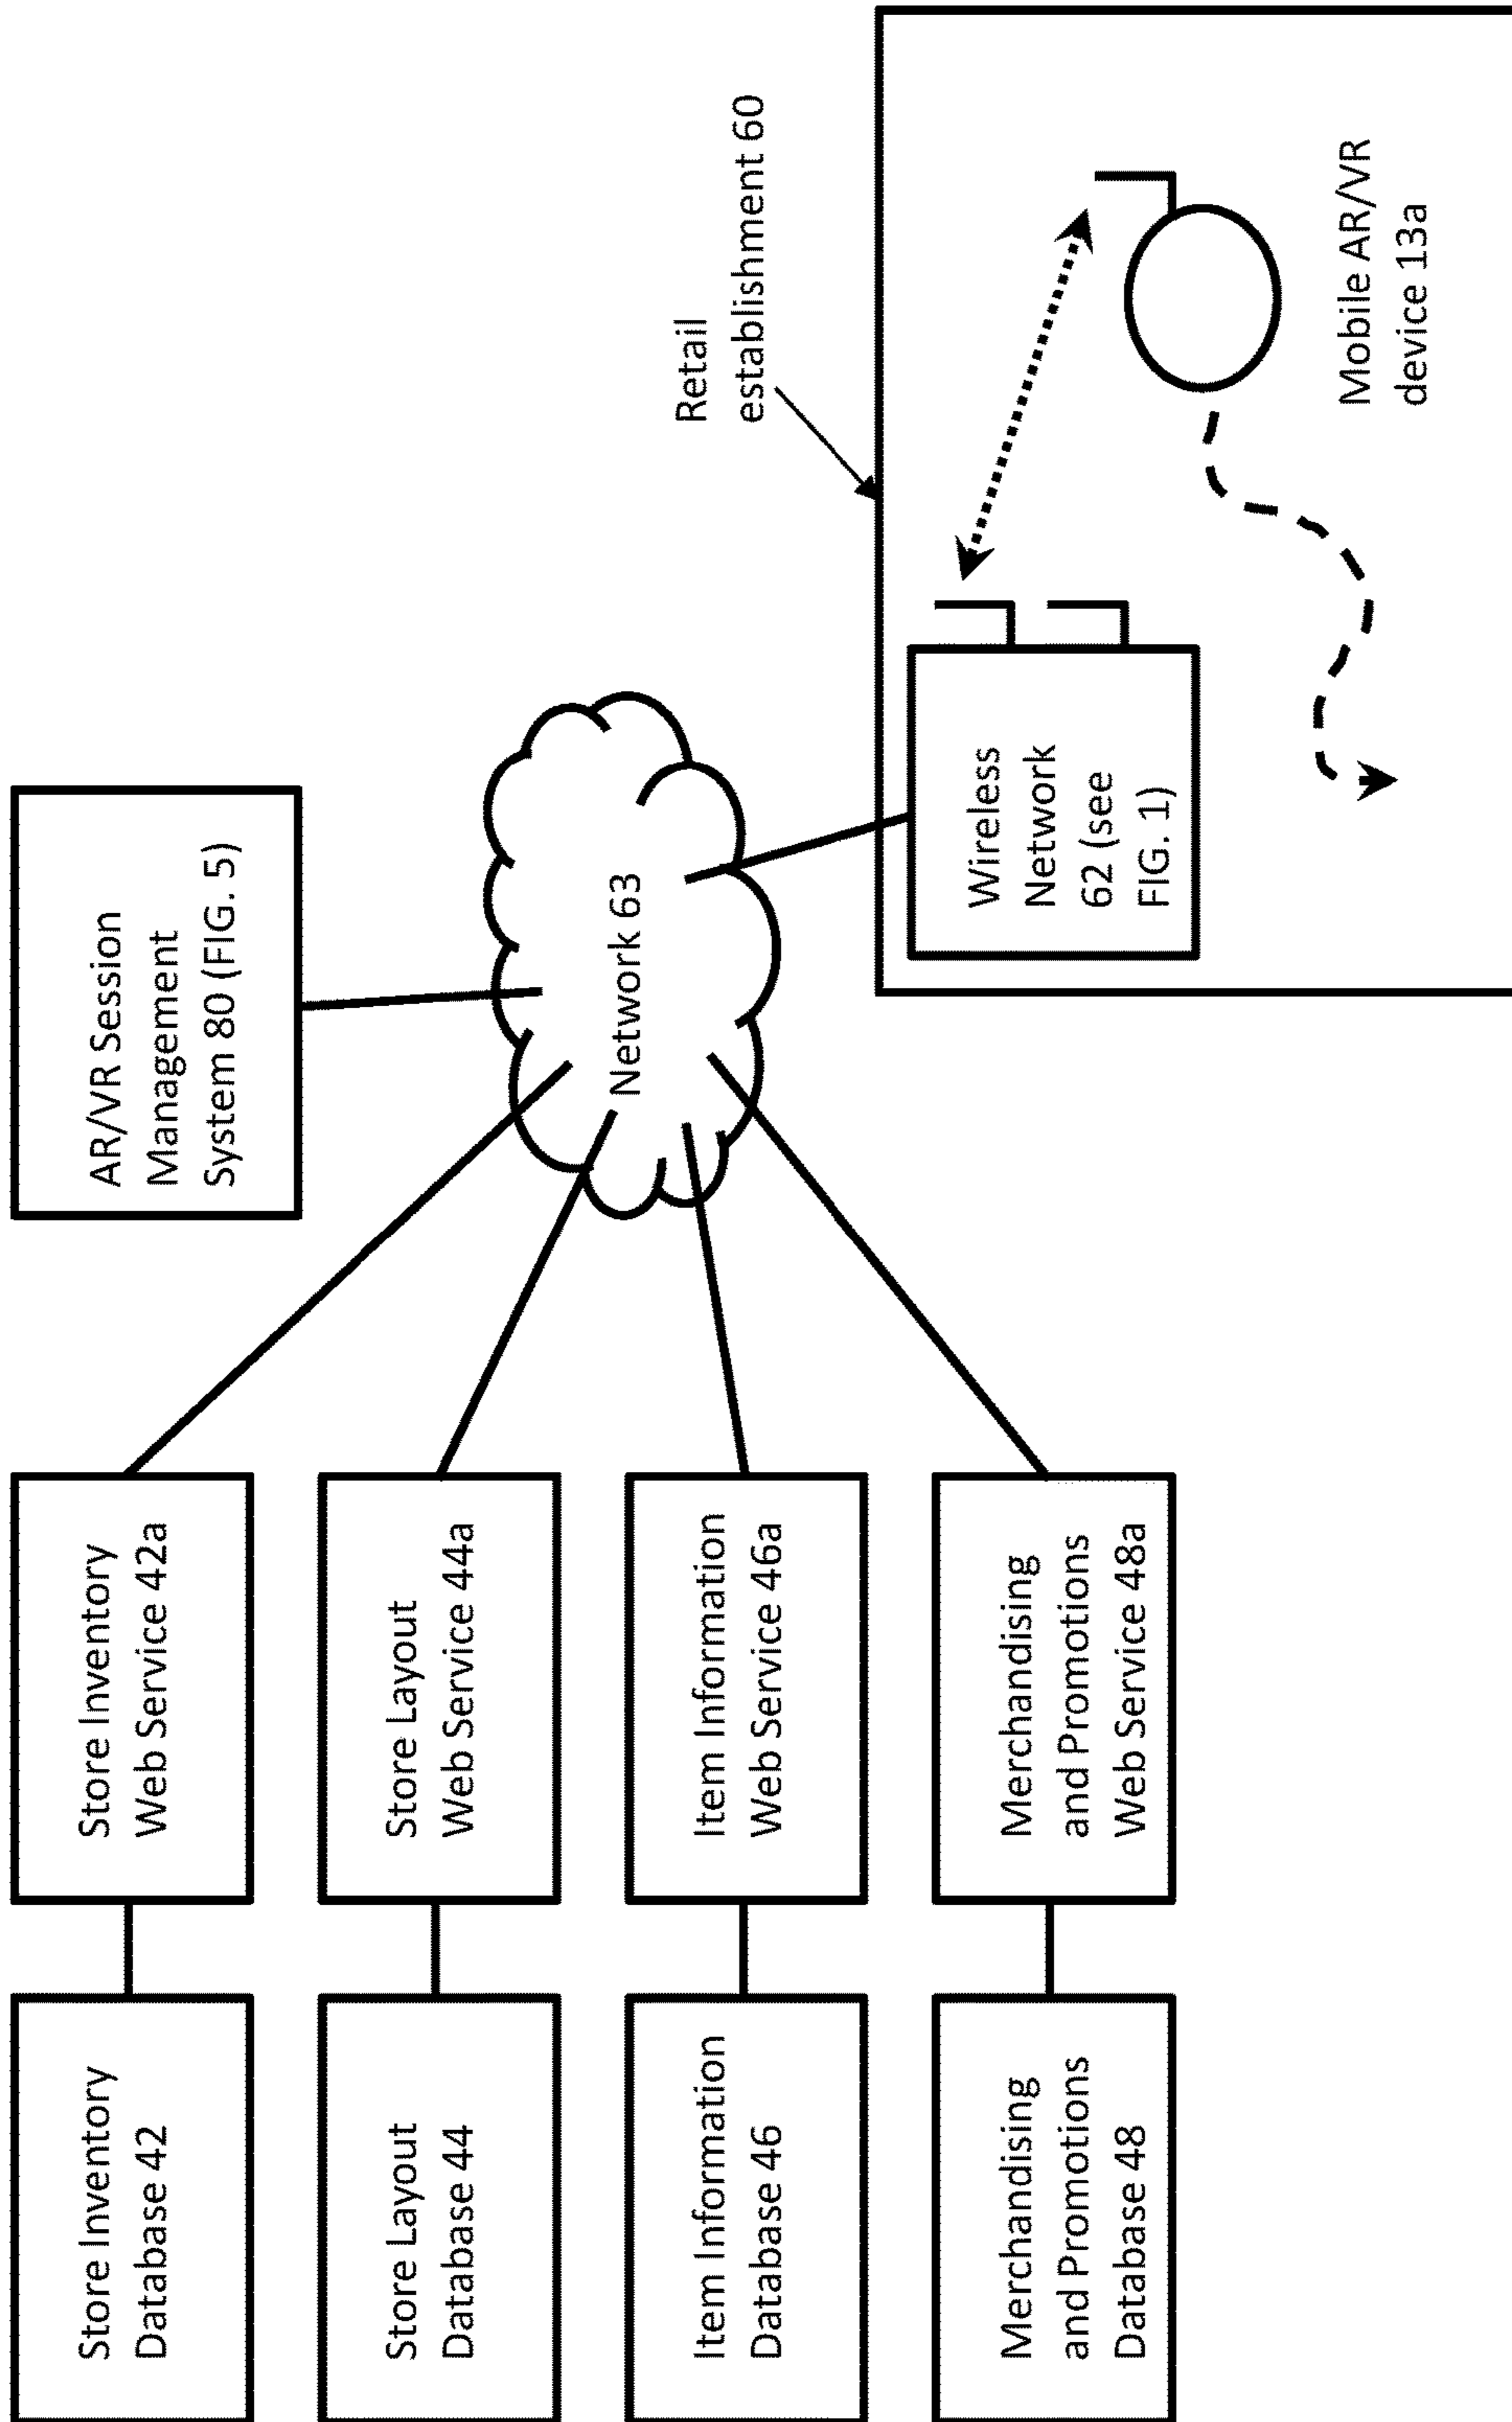 Store Inventory
Database 42
Store Inventory
Web Service 42a
AR/VR Session
Management
System 80 (FIG. 5)
Store Layout
Database 44
Store Layout
Web Service 44a
Network 63
Item Information
Database 46
Item Information
Web Service 46a
Retail
establishment 60
Merchandising
and Promotions
Database 48
Merchandising
and Promotions
Web Service 48a
Wireless
Network
62 (see
FIG. 1)
Mobile AR/VR
device 13a